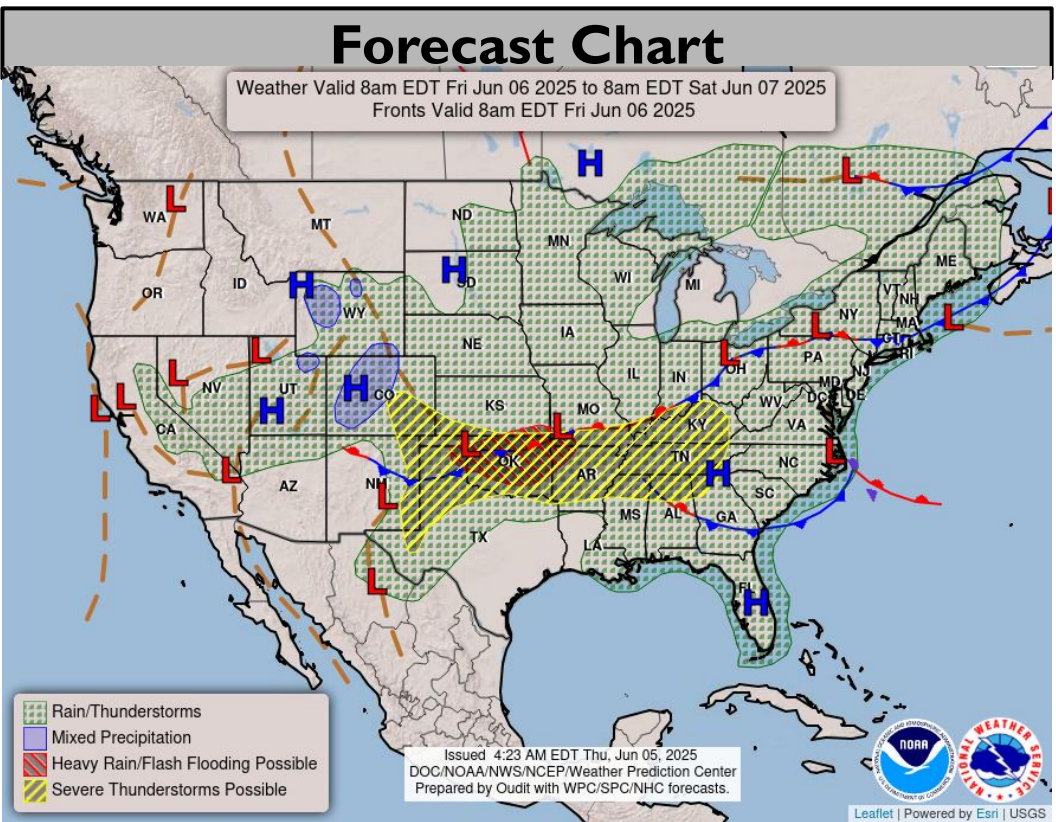 Forecast Chart
Weather Valid 8am EDT Fri Jun 06 2025 to 8am EDT Sat Jun 07 2025
Fronts Valid 8am EDT Fri Jun 06 2025
H
L
L
WA
MT
ND
MN
ME
OR
ID
H
H
SD
WI
MI
VT
NH
WY
NY
MA
L
L
CT
RI
L
L
NV
UT
NE
IA
IL
IN
L
OH
PA
NJ
MD
DE
DC
L
L
CA
H
H
CO
KS
MO
WV
VA
KY
L
L
L
L
AZ
NM
OK
AR
TN
H
NC
SC
L
TX
LA
MS
AL
GA
L
FL
H
Rain/Thunderstorms
Mixed Precipitation
Heavy Rain/Flash Flooding Possible
Severe Thunderstorms Possible
Issued 4:23 AM EDT Thu, Jun 05, 2025
DOC/NOAA/NWS/NCEP/Weather Prediction Center
Prepared by Oudit with WPC/SPC/NHC forecasts.
NOAA
NATIONAL WEATHER SERVICE
Leaflet | Powered by Esri | USGS